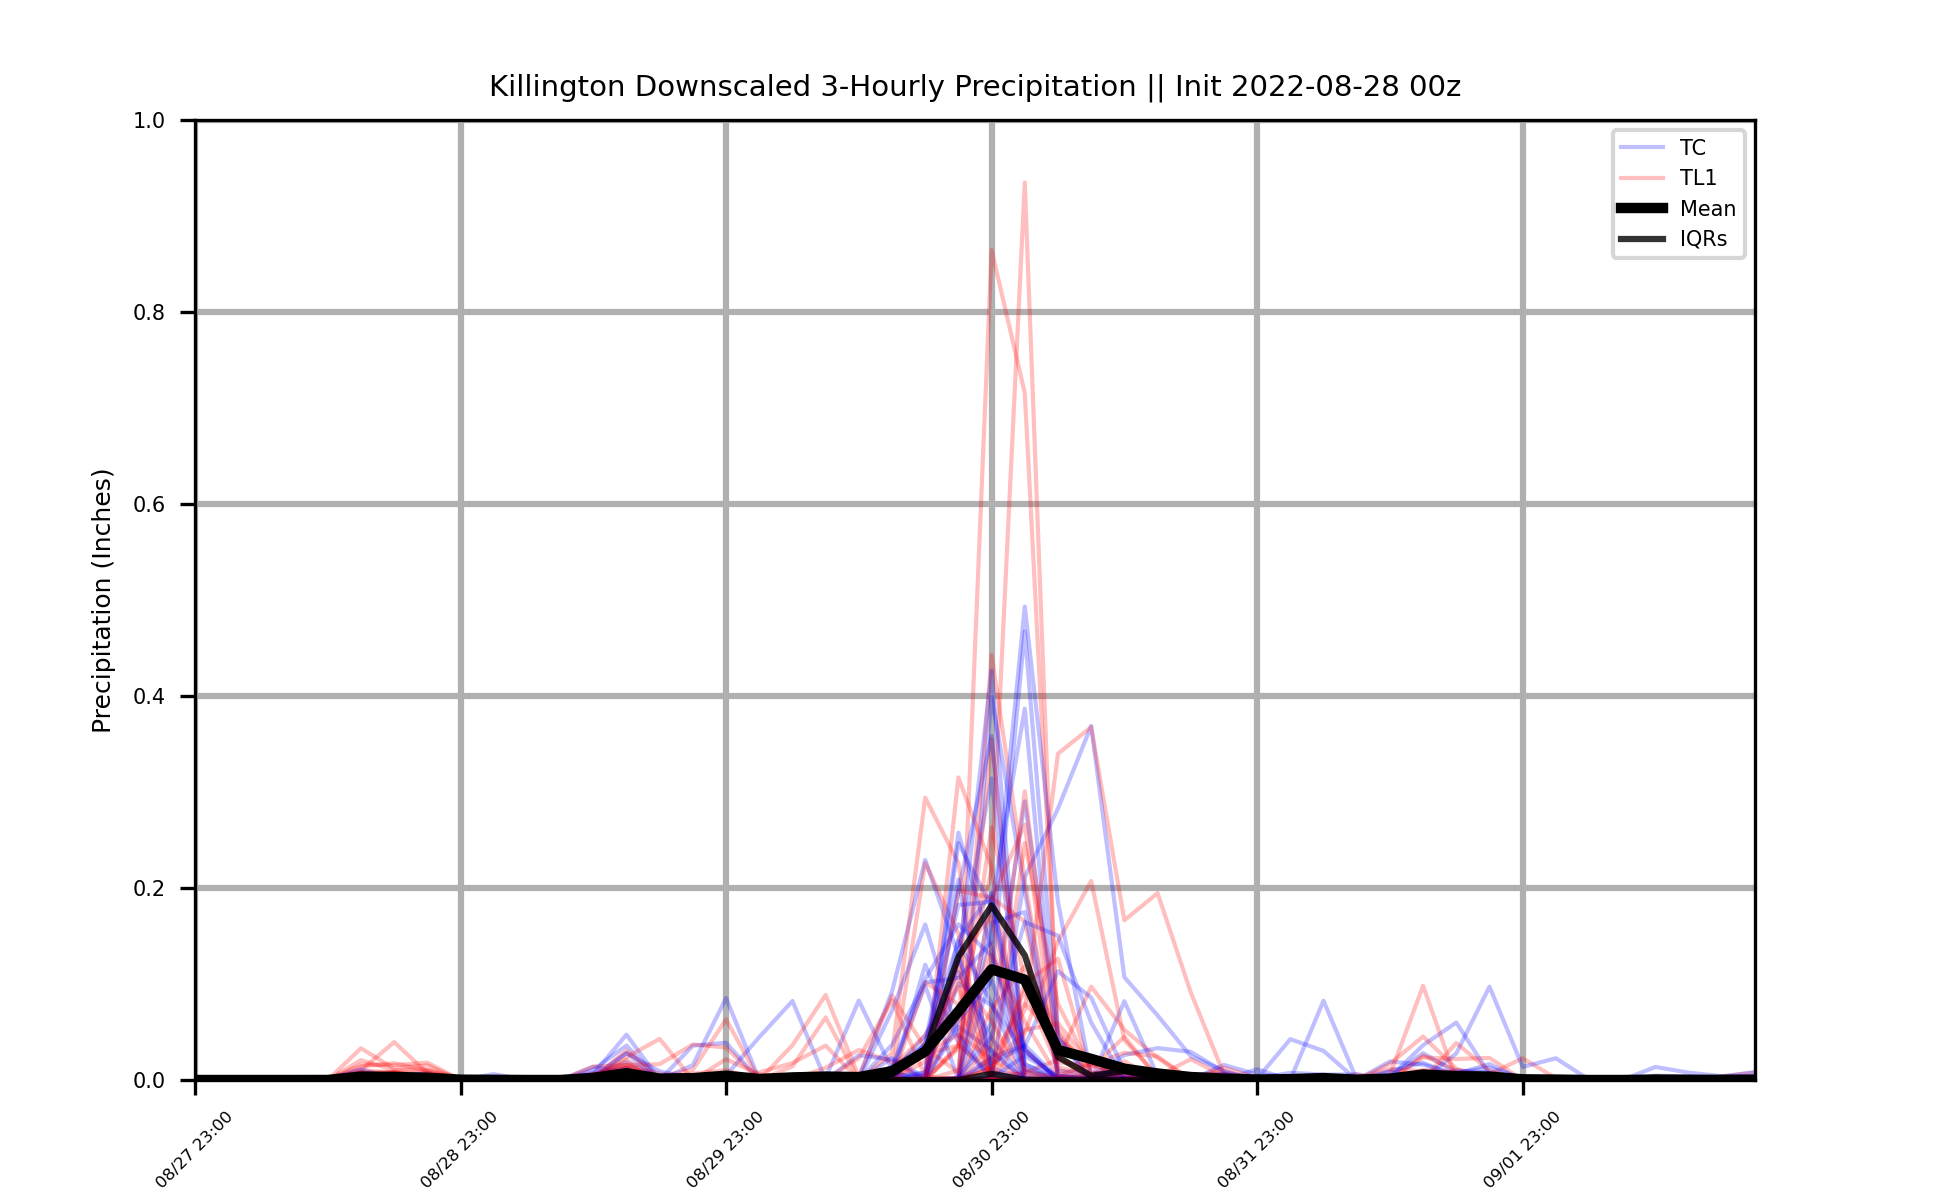 Killington Downscaled 3-Hourly Precipitation || Init 2022-08-28 00z
TC
TL1
Mean
IQRs
Precipitation (Inches)
1.0
0.8
0.6
0.4
0.2
0.0
08/27 23:00
08/28 23:00
08/29 23:00
08/30 23:00
08/31 23:00
09/01 23:00